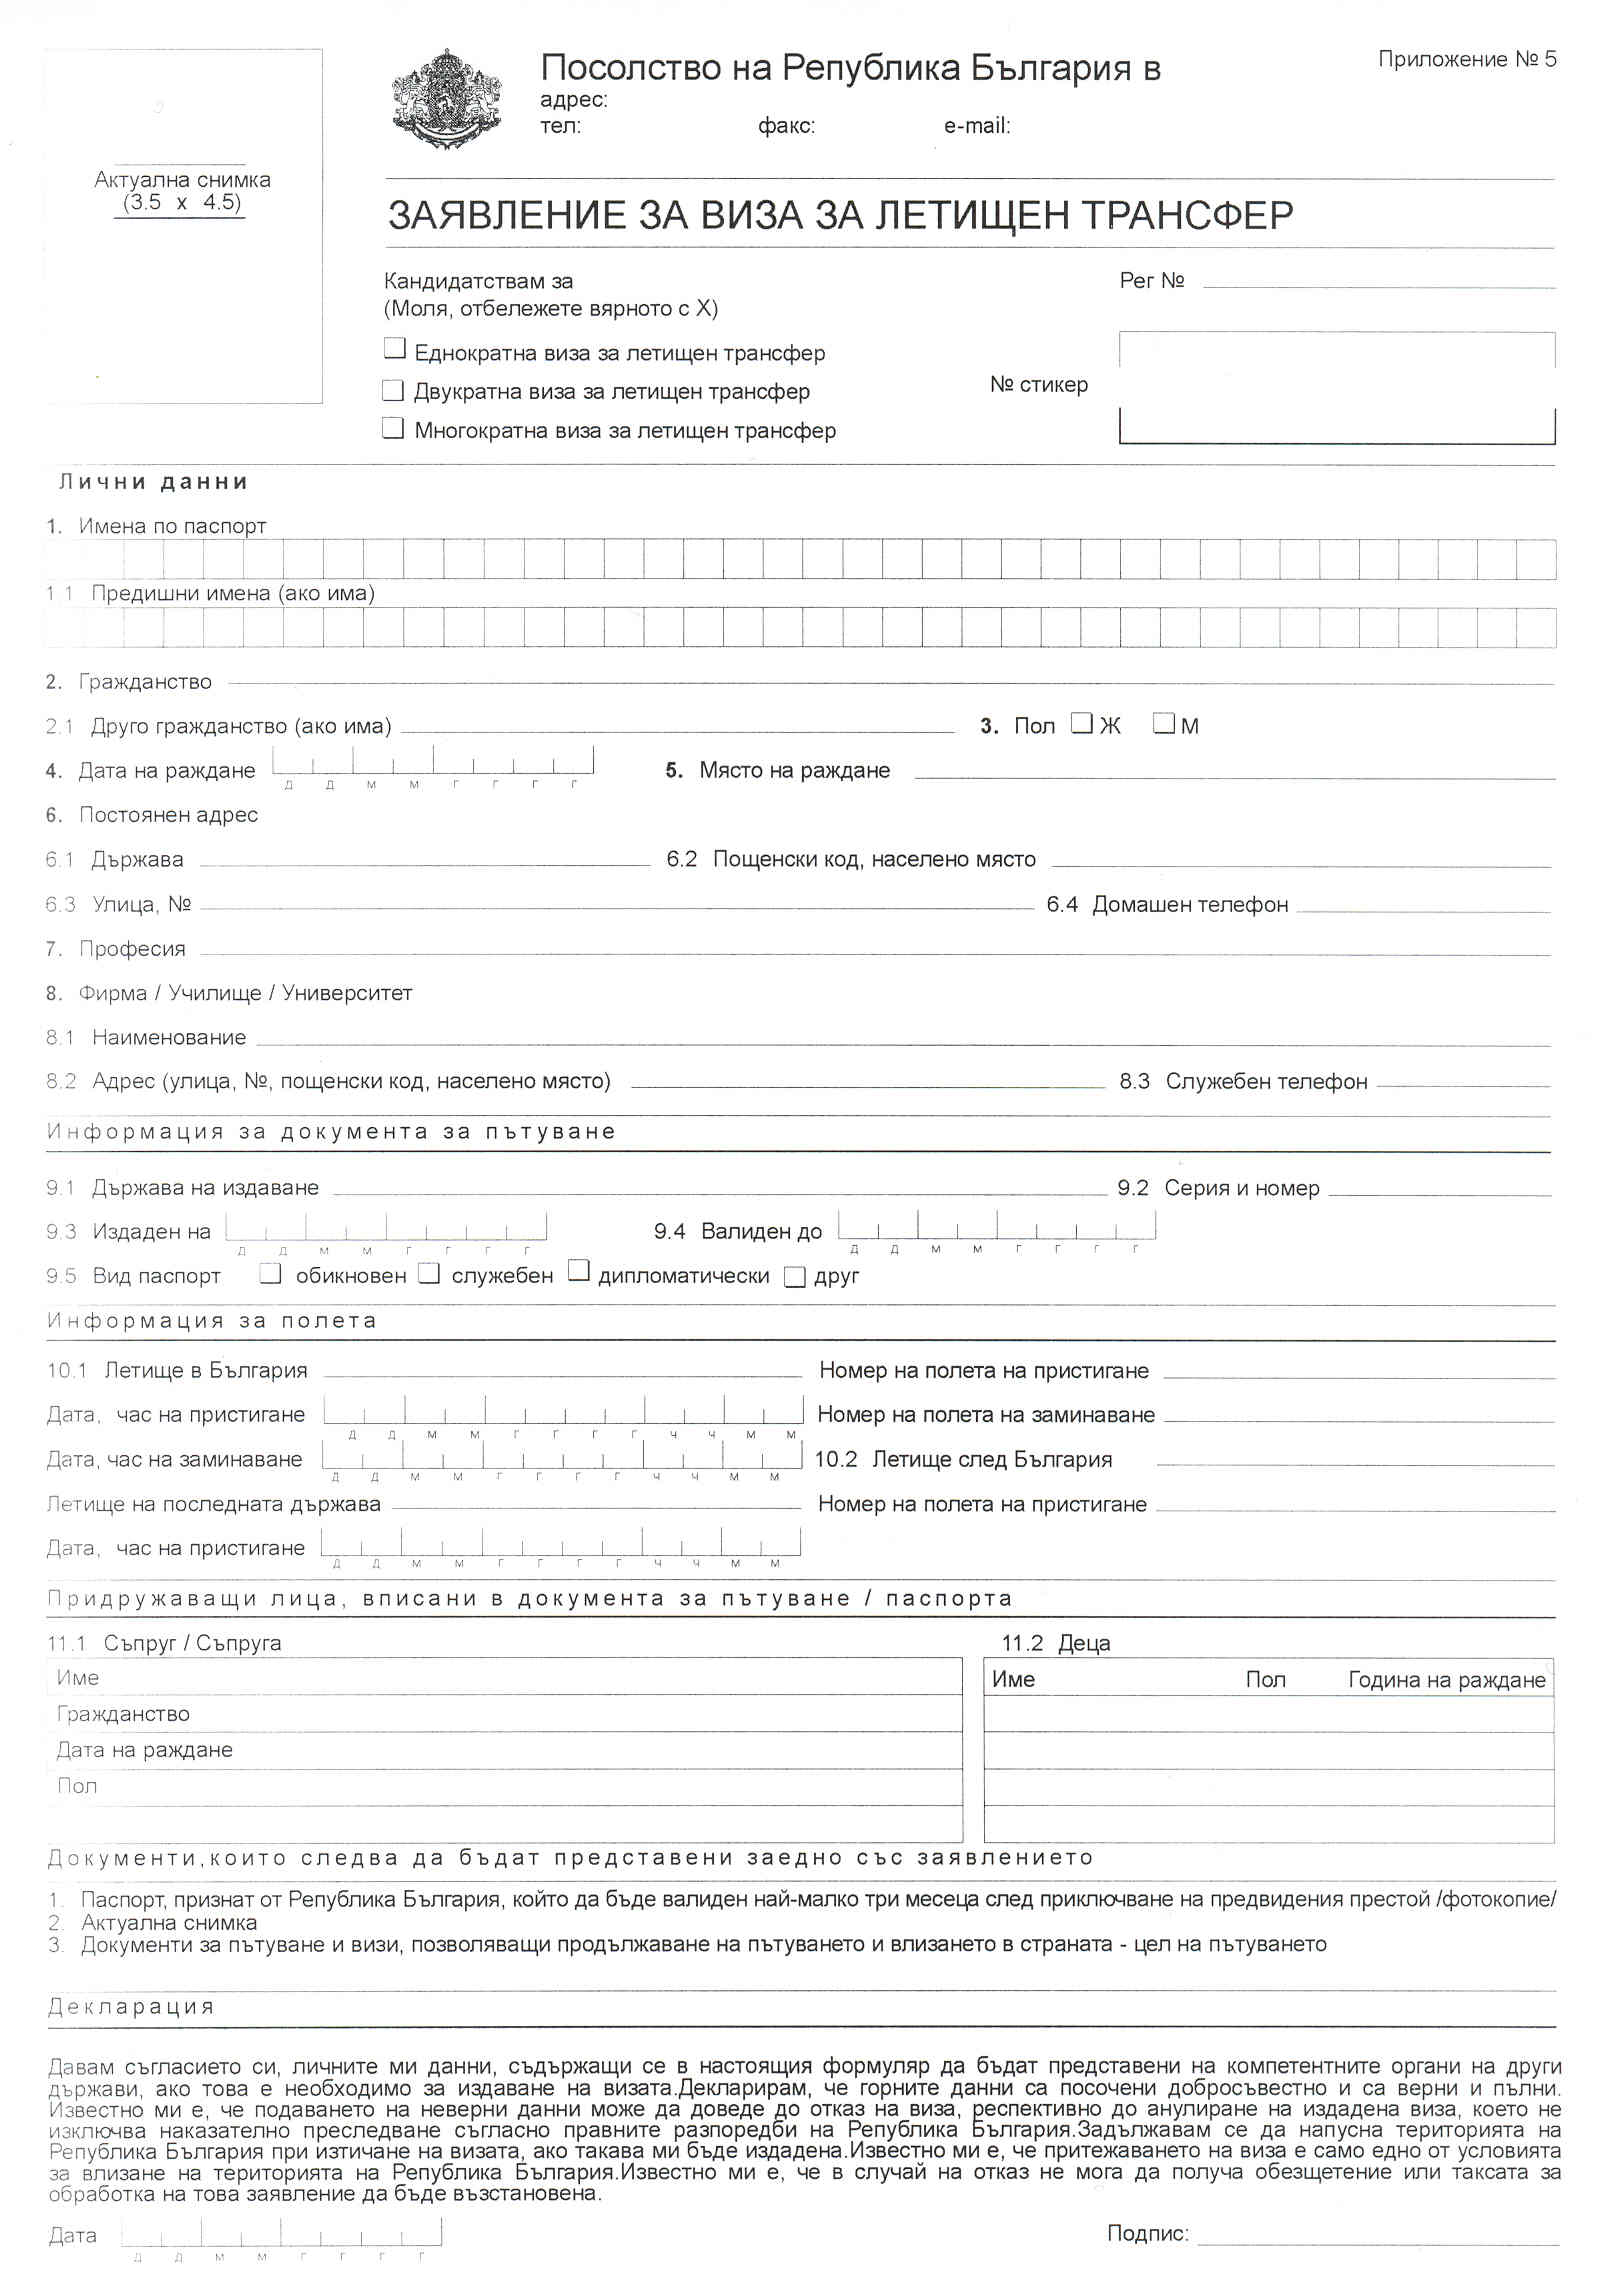 Приложение № 5
Посолство на Република България в
адрес:
тел: факс: e-mail:
Актуална снимка
(3.5 x 4.5)
ЗАЯВЛЕНИЕ ЗА ВИЗА ЗА ЛЕТИЩЕН ТРАНСФЕР
Кандидатствам за
(Моля, отбележете вярното с X)
Рег №
Еднократна виза за летищен трансфер
Двукратна виза за летищен трансфер
№ стикер
Многократна виза за летищен трансфер
Лични данни
1. Имена по паспорт
1 1 Предишни имена (ако има)
2. Гражданство
2.1 Друго гражданство (ако има) 3. Пол Ж М
4. Дата на раждане 5. Място на раждане
д д м м г г г г
6. Постоянен адрес
6.1 Държава 6.2 Пощенски код, населено място
6.3 Улица, № 6.4 Домашен телефон
7. Професия
8. Фирма / Училище / Университет
8.1 Наименование
8.2 Адрес (улица, №, пощенски код, населено място) 8.3 Служебен телефон
Информация за документа за пътуване
9.1 Държава на издаване 9.2 Серия и номер
9.3 Издаден на 9.4 Валиден до
д д м м г г г г д д м м г г г г
9.5 Вид паспорт обикновен служебен дипломатически друг
Информация за полета
10.1 Летище в България Номер на полета на пристигане
Дата, час на пристигане Номер на полета на заминаване
д д м м г г г г ч ч м м
Дата, час на заминаване 10.2 Летище след България
д д м м г г г г ч ч м м
Летище на последната държава Номер на полета на пристигане
Дата, час на пристигане
д д м м г г г г ч ч м м
Придружаващи лица, вписани в документа за пътуване / паспорта
11.1 Съпруг / Съпруга 11.2 Деца
Име Име Пол Година на раждане
Гражданство
Дата на раждане
Пол
Документи,които следва да бъдат представени заедно със заявлението
1. Паспорт, признат от Република България, който да бъде валиден най-малко три месеца след приключване на предвидения престой /фотокопие/
2. Актуална снимка
3. Документи за пътуване и визи, позволяващи продължаване на пътуването и влизането в страната - цел на пътуването
Декларация
Давам съгласието си, личните ми данни, съдържащи се в настоящия формуляр да бъдат представени на компетентните органи на други
държави, ако това е необходимо за издаване на визата.Декларирам, че горните данни са посочени добросъвестно и са верни и пълни.
Известно ми е, че подаването на неверни данни може да доведе до отказ на виза, респективно до анулиране на издадена виза, което не
изключва наказателно преследване съгласно правните разпоредби на Република България.Задължавам се да напусна територията на
Република България при изтичане на визата, ако такава ми бъде издадена.Известно ми е, че притежаването на виза е само едно от условията
за влизане на територията на Република България.Известно ми е, че в случай на отказ не мога да получа обезщетение или таксата за
обработка на това заявление да бъде възстановена.
Дата Подпис:
д д м м г г г г